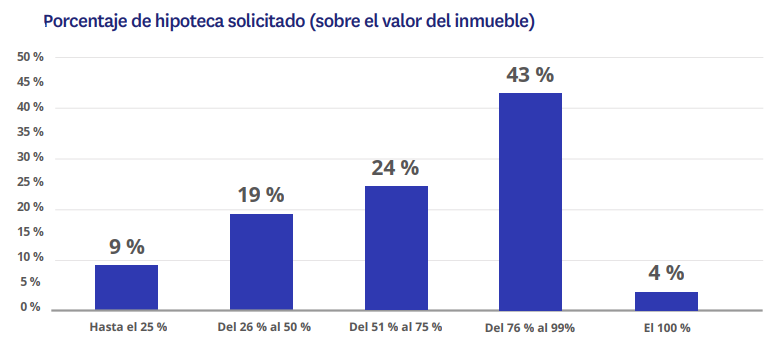 Porcentaje de hipoteca solicitado (sobre el valor del inmueble)
50 %
45 %
40 %
35 %
30 %
25 %
20 %
15 %
10 %
5 %
0 %
9 %
19 %
24 %
43 %
4 %
Hasta el 25 %
Del 26 % al 50 %
Del 51 % al 75 %
Del 76 % al 99%
El 100 %